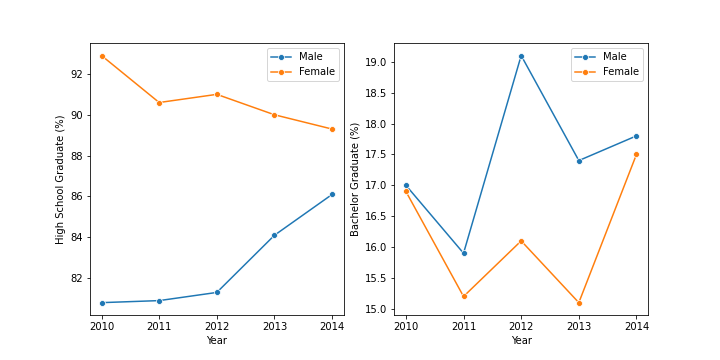 High School Graduate (%)
92
90
88
86
84
82
2010 2011 2012 2013 2014
Year
Male
Female
Bachelor Graduate (%)
19.0
18.5
18.0
17.5
17.0
16.5
16.0
15.5
15.0
2010 2011 2012 2013 2014
Year
Male
Female